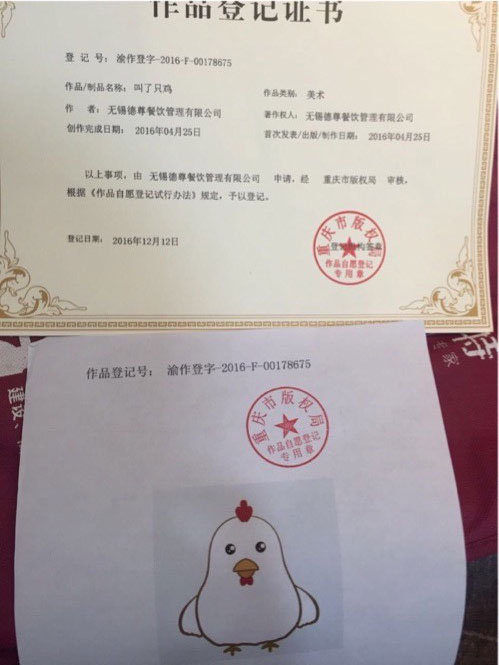 作品登记证书
登 记 号：渝作登字-2016-F-00178675
作品/制品名称：叫了只鸡
作品类别：美术
作 者：无锡德尊餐饮管理有限公司
著作权人：无锡德尊餐饮管理有限公司
创作完成日期：2016年04月25日
首次发表/出版/制作日期：2016年04月25日
以上事项，由 无锡德尊餐饮管理有限公司 申请，经 重庆市版权局 审核，
根据《作品自愿登记试行办法》规定，予以登记。
登记日期：2016年12月12日
重庆市版权局
登记机构签章
作品自愿登记
专用章
作品登记号：渝作登字-2016-F-00178675
重庆市版权局
作品自愿登记
专用章
建设
家